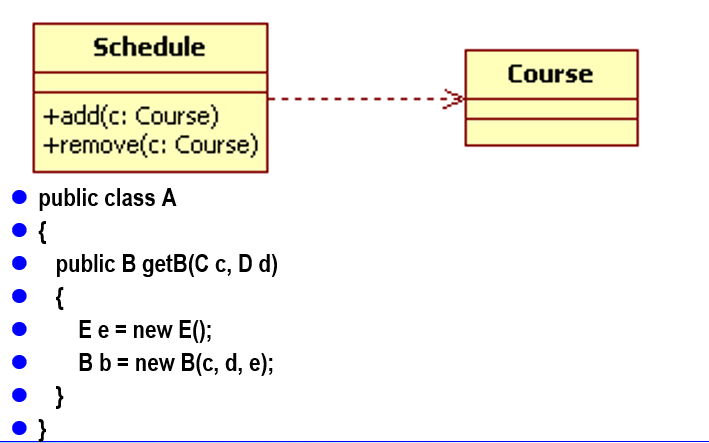 Schedule
+add(c: Course)
+remove(c: Course)
Course
public class A
{
public B getB(C c, D d)
{
E e = new E();
B b = new B(c, d, e);
}
}